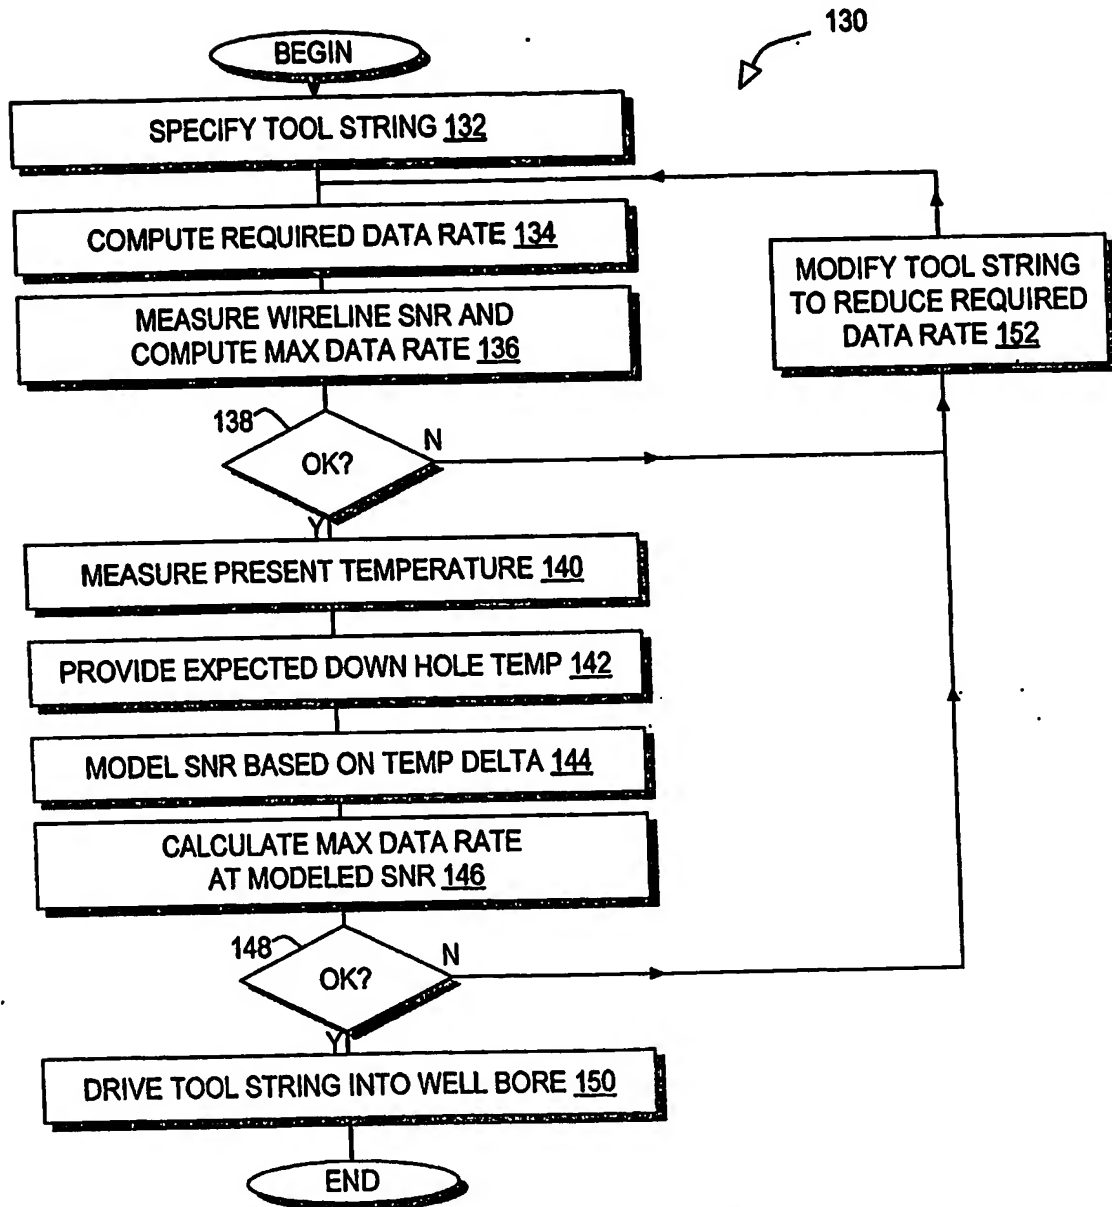 130
BEGIN
SPECIFY TOOL STRING 132
COMPUTE REQUIRED DATA RATE 134
MEASURE WIRELINE SNR AND
COMPUTE MAX DATA RATE 136
MODIFY TOOL STRING
TO REDUCE REQUIRED
DATA RATE 152
138
OK?
N
Y
MEASURE PRESENT TEMPERATURE 140
PROVIDE EXPECTED DOWN HOLE TEMP 142
MODEL SNR BASED ON TEMP DELTA 144
CALCULATE MAX DATA RATE
AT MODELED SNR 146
148
OK?
N
Y
DRIVE TOOL STRING INTO WELL BORE 150
END